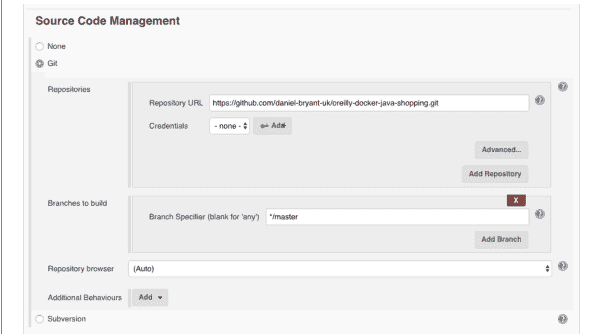 Source Code Management
None
Git
Repositories
Repository URL https://github.com/daniel-bryant-uk/oreilly-docker-java-shopping.git
Credentials - none - Add
Advanced...
Add Repository
Branches to build X
Branch Specifier (blank for 'any') */master
Add Branch
Repository browser (Auto)
Additional Behaviours Add
Subversion